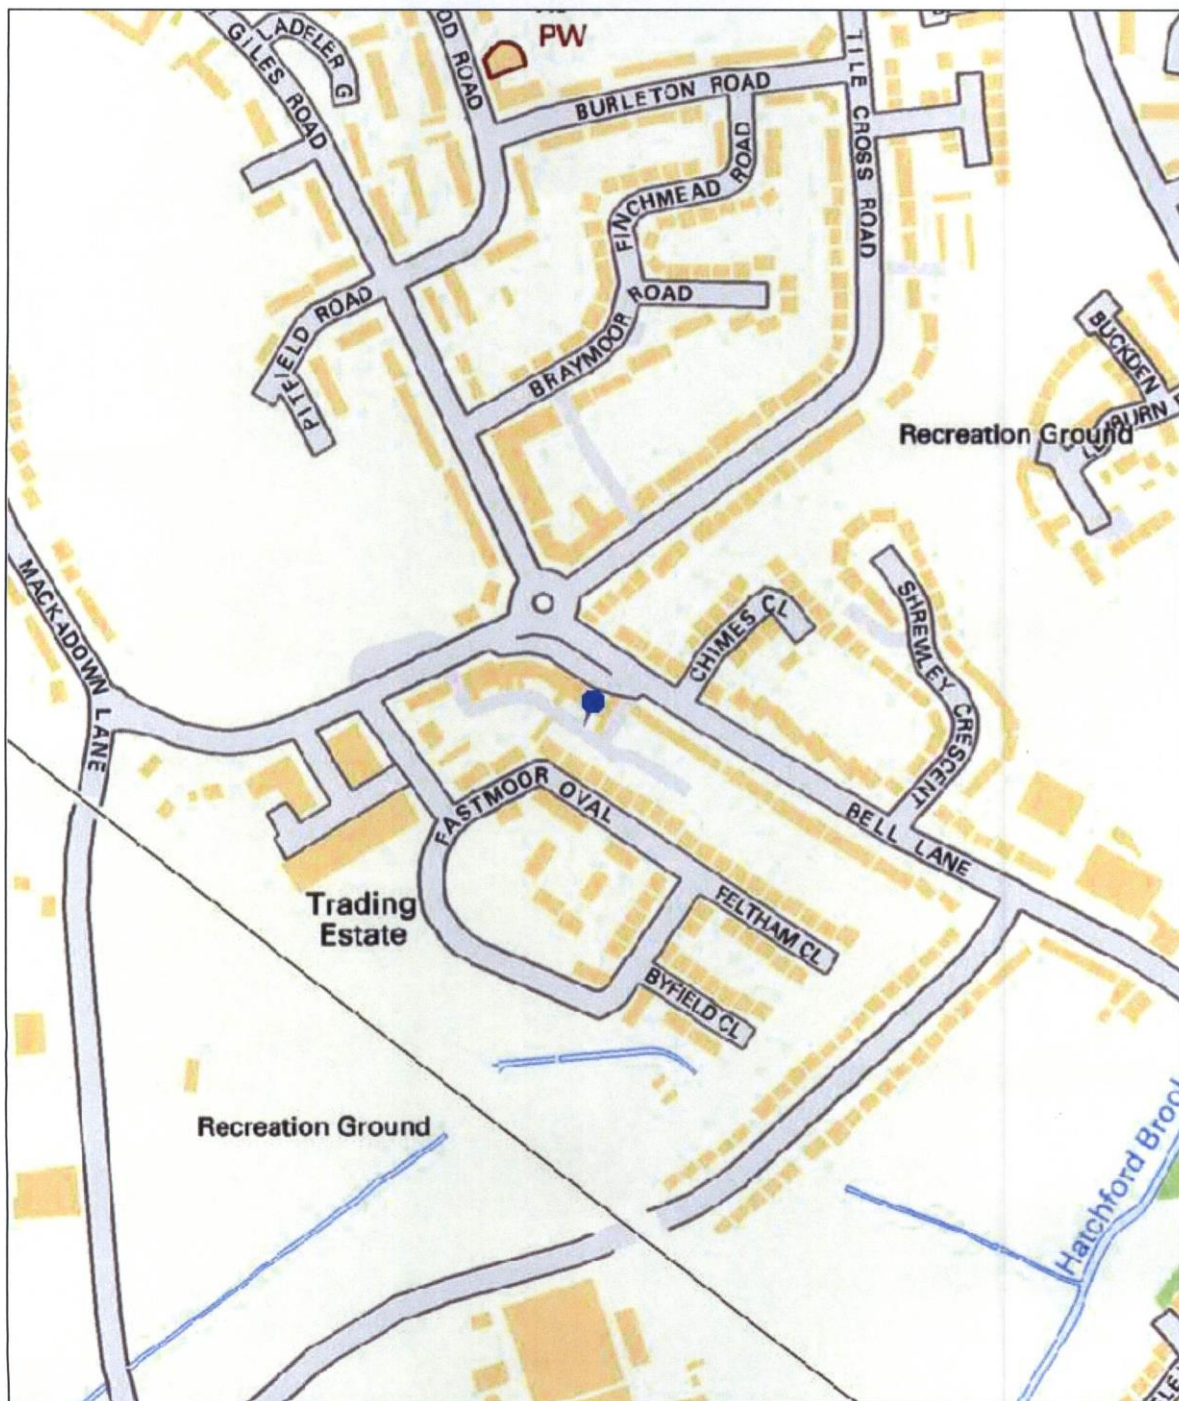 PW
ADELER G
GILES ROAD
OD ROAD
BURLETON ROAD
TILE CROSS ROAD
FINCHMEAD ROAD
BRAYMOOR ROAD
PITFIELD ROAD
BUCKDEN
BURN
Recreation Ground
MACKADOWN LANE
CHIMES CL
SHREWLEY CRESCENT
EASTMOOR OVAL
BELL LANE
Trading
Estate
FELTHAM CL
BYFIELD CL
Recreation Ground
Hatchford Brook